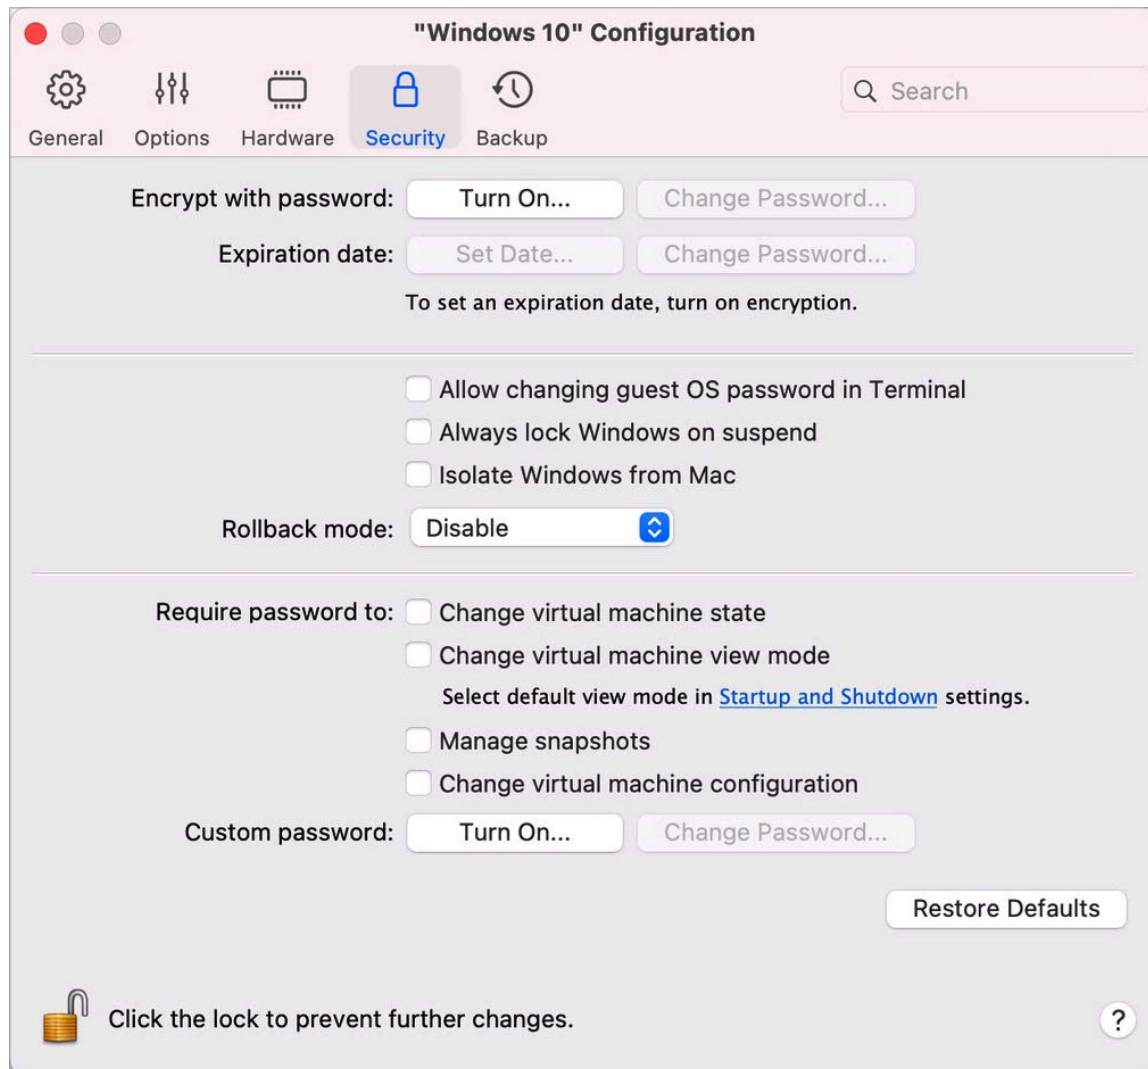 "Windows 10" Configuration
General Options Hardware Security Backup Search
Encrypt with password: Turn On... Change Password...
Expiration date: Set Date... Change Password...
To set an expiration date, turn on encryption.
Allow changing guest OS password in Terminal
Always lock Windows on suspend
Isolate Windows from Mac
Rollback mode: Disable
Require password to: Change virtual machine state
Change virtual machine view mode
Select default view mode in Startup and Shutdown settings.
Manage snapshots
Change virtual machine configuration
Custom password: Turn On... Change Password...
Restore Defaults
Click the lock to prevent further changes. ?